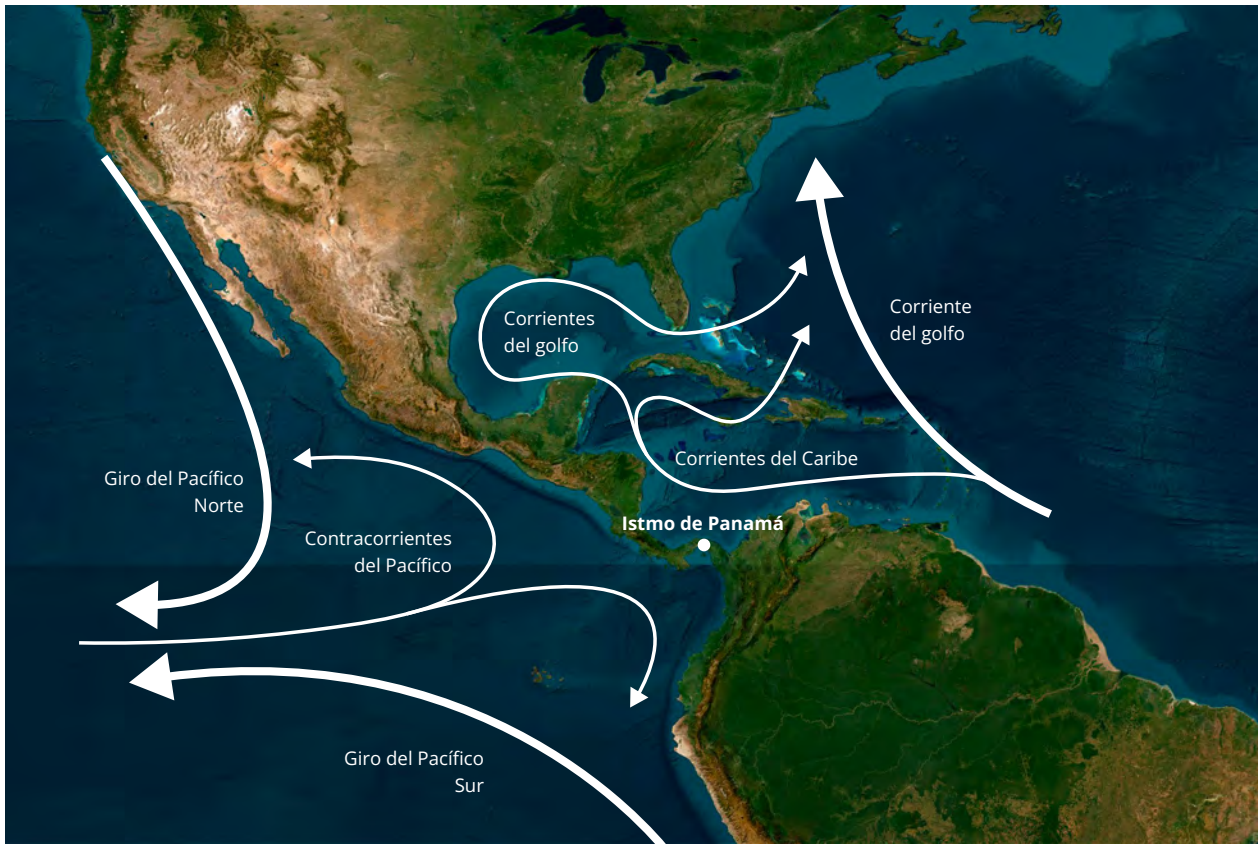 Corrientes
del golfo
Corriente
del golfo
Corrientes del Caribe
Giro del Pacífico
Norte
Istmo de Panamá
Contracorrientes
del Pacífico
Giro del Pacífico
Sur